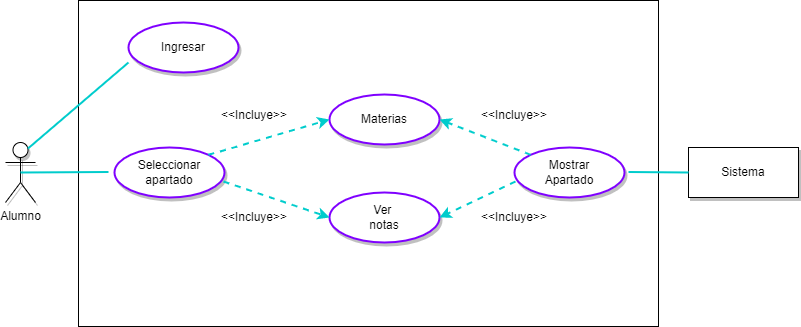 Ingresar
<<Incluye>>
Materias
<<Incluye>>
Seleccionar
apartado
Mostrar
Apartado
Sistema
Alumno
<<Incluye>>
Ver
notas
<<Incluye>>